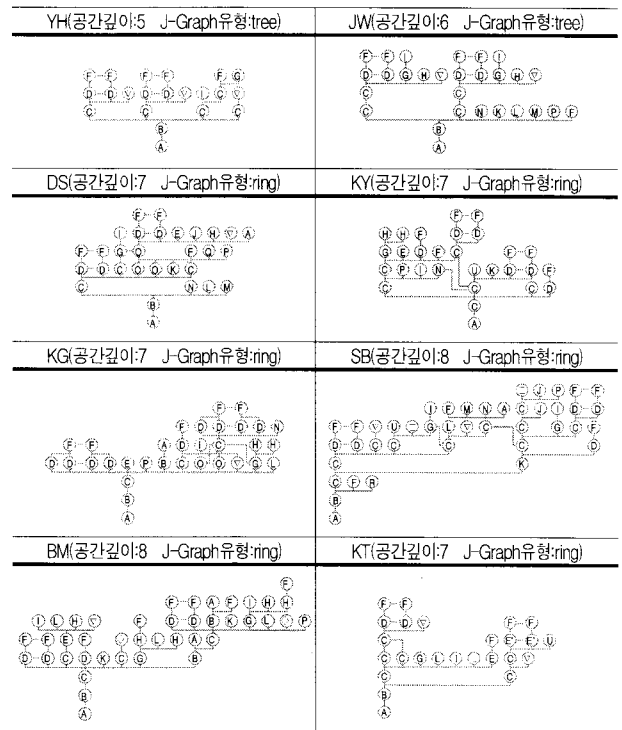 YH(공간깊이:5 J-Graph유형:tree)
JW(공간깊이:6 J-Graph유형:tree)
F F F F F G
D D ▽ D D ▽ I C ▽
C C C C
B
A
F F I F F I
D D G H ▽ D D G H ▽
C C
C C N K L M P F
B
A
DS(공간깊이:7 J-Graph유형:ring)
KY(공간깊이:7 J-Graph유형:ring)
F F
I D D E J H ▽ A
F F G O F Q P
D D C O O K C
C N L M
B
A
F F
H H F D D
G E D F C F F
C P I N U K D D F
C C C D
C
A
KG(공간깊이:7 J-Graph유형:ring)
SB(공간깊이:8 J-Graph유형:ring)
F F
F D D D D N
F F A D I C H H
D D D D E P B C O O ▽ G L
C
B
A
J P F F
I F M N A C J I D D
F F ▽ U G L ▽ C C G C F
D D C C C C D
C K
C F R
B
A
BM(공간깊이:8 J-Graph유형:ring)
KT(공간깊이:7 J-Graph유형:ring)
F
F F A F I H H
I L H ▽ F D D B K G L P
F F E F H L H A C
D D C D K C G B
C
B
A
F F
D D ▽ F F
C F E E U
C C G L I E C ▽
C C
B
A